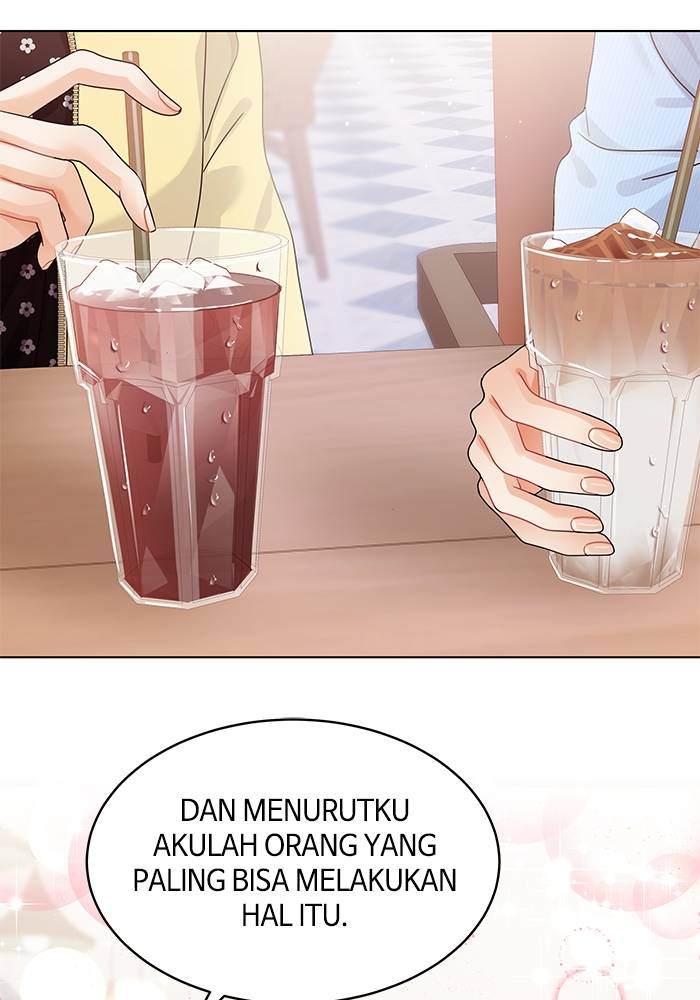 DAN MENURUTKU
AKULAH ORANG YANG
PALING BISA MELAKUKAN
HAL ITU.